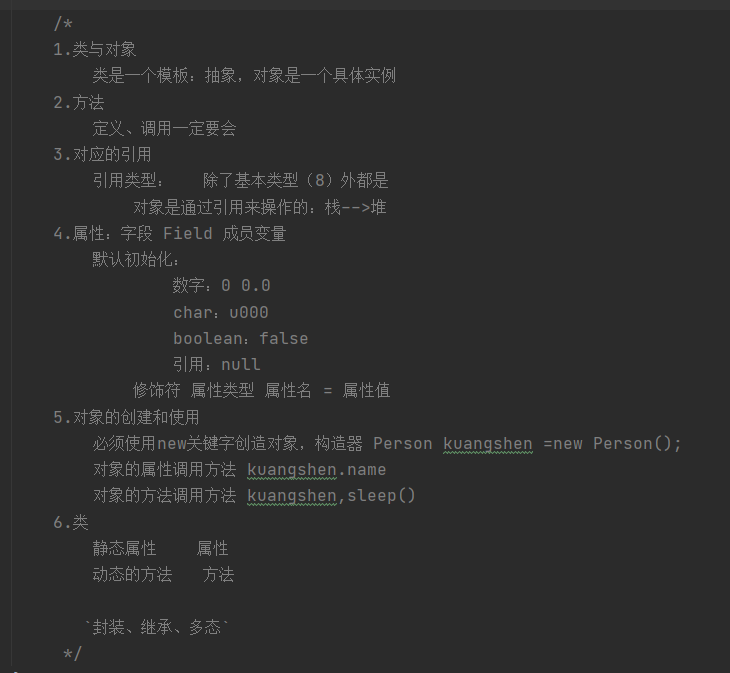 /*
1.类与对象
类是一个模板：抽象，对象是一个具体实例
2.方法
定义、调用一定要会
3.对应的引用
引用类型： 除了基本类型（8）外都是
对象是通过引用来操作的：栈-->堆
4.属性：字段 Field 成员变量
默认初始化：
数字：0 0.0
char：u000
boolean：false
引用：null
修饰符 属性类型 属性名 = 属性值
5.对象的创建和使用
必须使用new关键字创造对象，构造器 Person kuangshen =new Person();
对象的属性调用方法 kuangshen.name
对象的方法调用方法 kuangshen,sleep()
6.类
静态属性 属性
动态的方法 方法
`封装、继承、多态`
*/